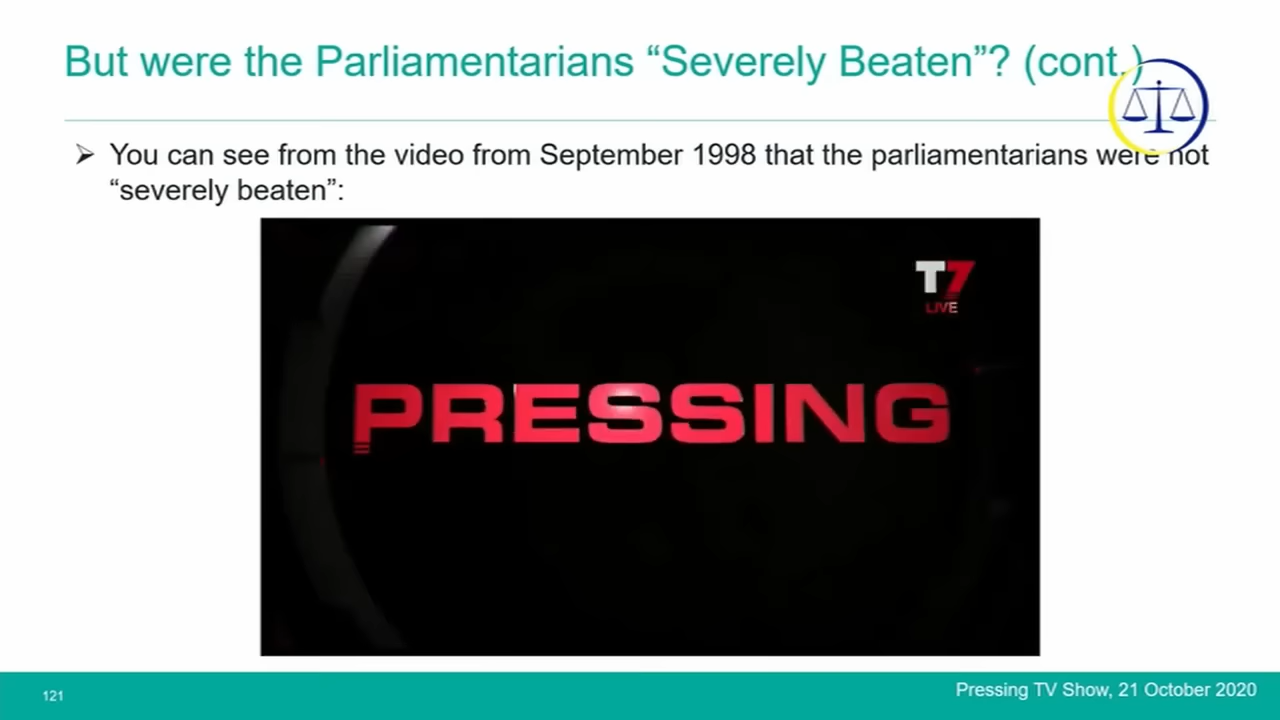 But were the Parliamentarians “Severely Beaten”? (cont.)
➢ You can see from the video from September 1998 that the parliamentarians were not
“severely beaten”:
T7
LIVE
PRESSING
121
Pressing TV Show, 21 October 2020